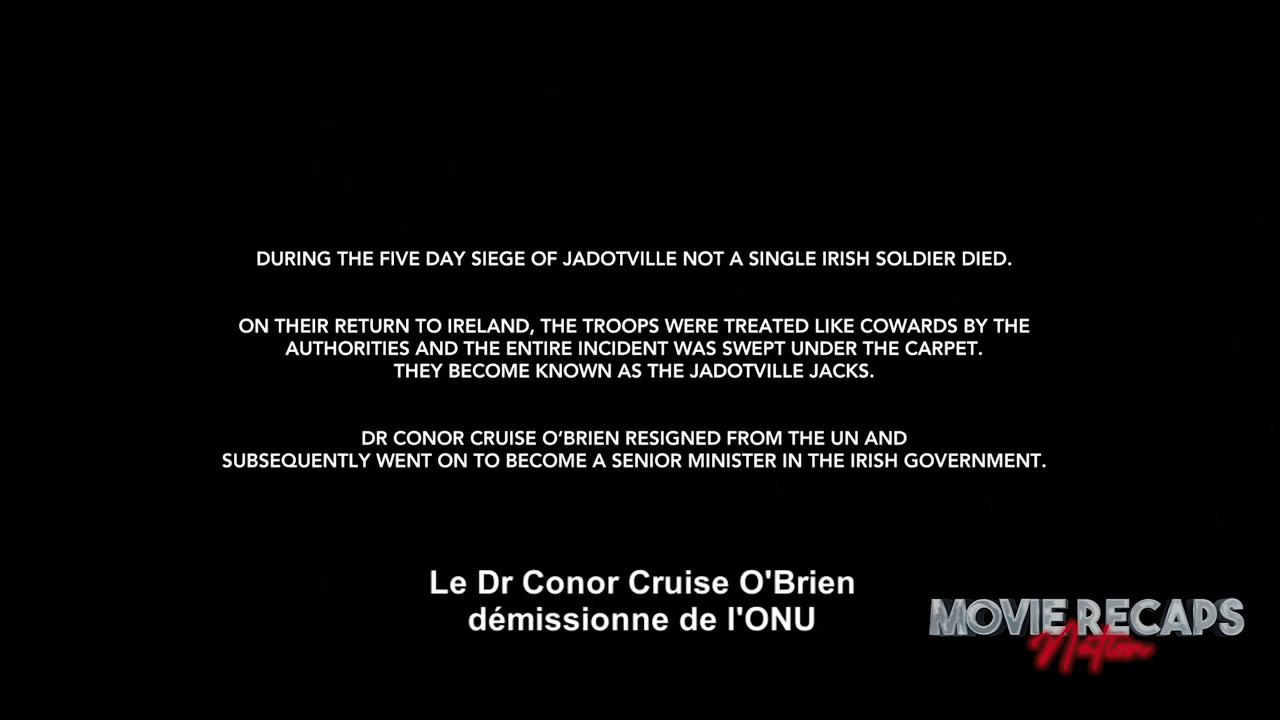 DURING THE FIVE DAY SIEGE OF JADOTVILLE NOT A SINGLE IRISH SOLDIER DIED.
ON THEIR RETURN TO IRELAND, THE TROOPS WERE TREATED LIKE COWARDS BY THE
AUTHORITIES AND THE ENTIRE INCIDENT WAS SWEPT UNDER THE CARPET.
THEY BECOME KNOWN AS THE JADOTVILLE JACKS.
DR CONOR CRUISE O’BRIEN RESIGNED FROM THE UN AND
SUBSEQUENTLY WENT ON TO BECOME A SENIOR MINISTER IN THE IRISH GOVERNMENT.
Le Dr Conor Cruise O'Brien
démissionne de l'ONU
MOVIE RECAPS
Nation